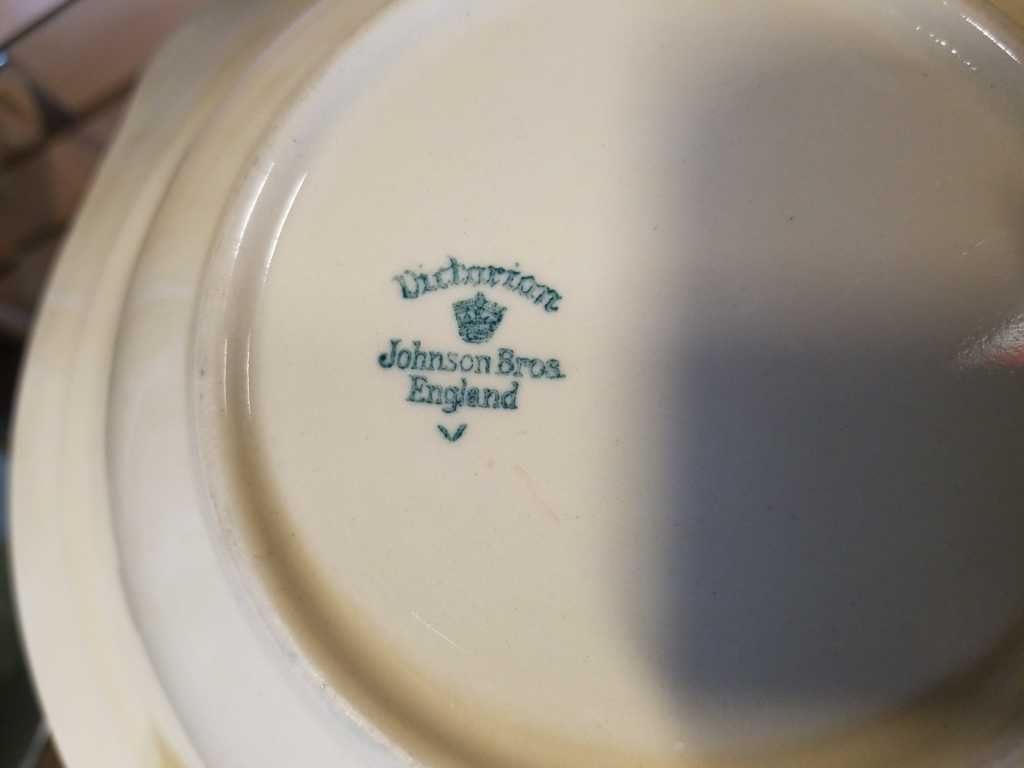 Victorian
Johnson Bros.
England